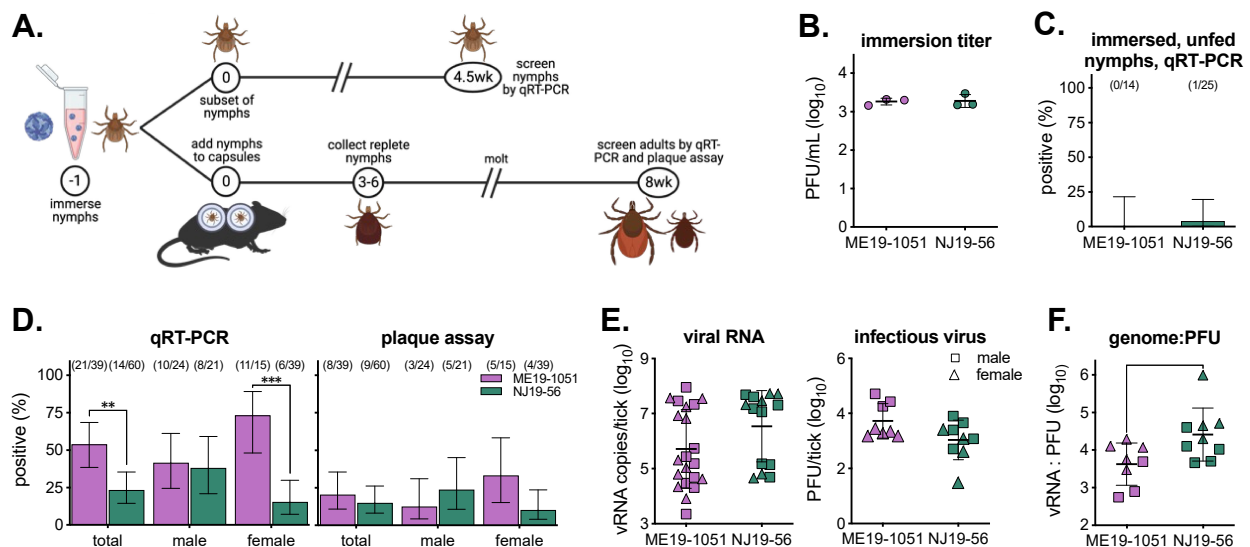 A.
0
subset of
nymphs
4.5wk
screen
nymphs
by qRT-PCR
-1
immerse
nymphs
add nymphs
to capsules
0
collect replete
nymphs
3-6
molt
screen adults by qRT-
PCR and plaque assay
8wk
B.
immersion titer
PFU/mL (log10)
4
3
2
1
0
ME19-1051 NJ19-56
C.
immersed, unfed
nymphs, qRT-PCR
(0/14) (1/25)
positive (%)
100
75
50
25
0
ME19-1051 NJ19-56
D.
qRT-PCR
plaque assay
(21/39) (14/60) (10/24) (8/21) (11/15) (6/39)
(8/39) (9/60) (3/24) (5/21) (5/15) (4/39)
ME19-1051
NJ19-56
positive (%)
100
75
50
25
0
**
***
total male female
total male female
E.
viral RNA
vRNA copies/tick (log10)
9
7
5
3
ME19-1051 NJ19-56
infectious virus
male
female
PFU/tick (log10)
6
4
2
0
ME19-1051 NJ19-56
F.
genome:PFU
vRNA : PFU (log10)
7
6
5
4
3
2
ME19-1051 NJ19-56